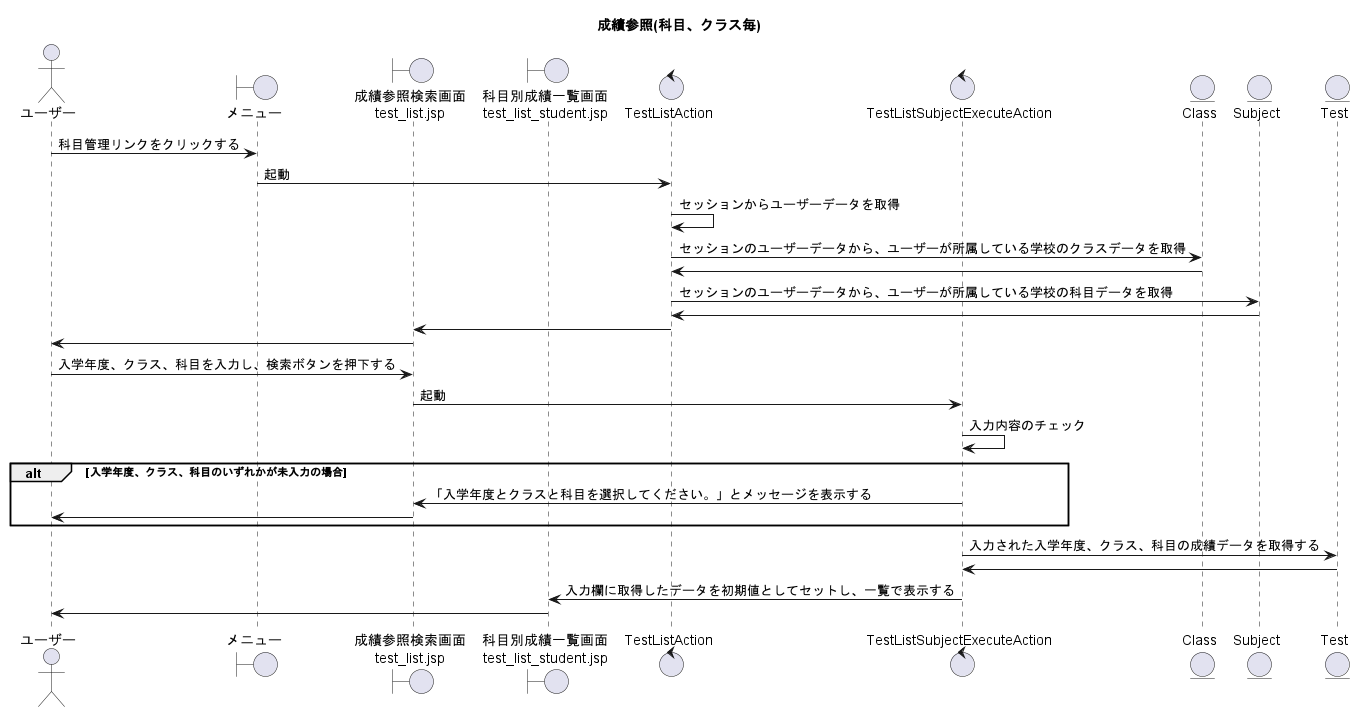 成績参照(科目、クラス毎)
ユーザー
メニュー
成績参照検索画面
test_list.jsp
科目別成績一覧画面
test_list_student.jsp
TestListAction
TestListSubjectExecuteAction
Class
Subject
Test
科目管理リンクをクリックする
起動
セッションからユーザーデータを取得
セッションのユーザーデータから、ユーザーが所属している学校のクラスデータを取得
セッションのユーザーデータから、ユーザーが所属している学校の科目データを取得
入学年度、クラス、科目を入力し、検索ボタンを押下する
起動
入力内容のチェック
alt
[入学年度、クラス、科目のいずれかが未入力の場合]
「入学年度とクラスと科目を選択してください。」とメッセージを表示する
入力された入学年度、クラス、科目の成績データを取得する
入力欄に取得したデータを初期値としてセットし、一覧で表示する
ユーザー
メニュー
成績参照検索画面
test_list.jsp
科目別成績一覧画面
test_list_student.jsp
TestListAction
TestListSubjectExecuteAction
Class
Subject
Test